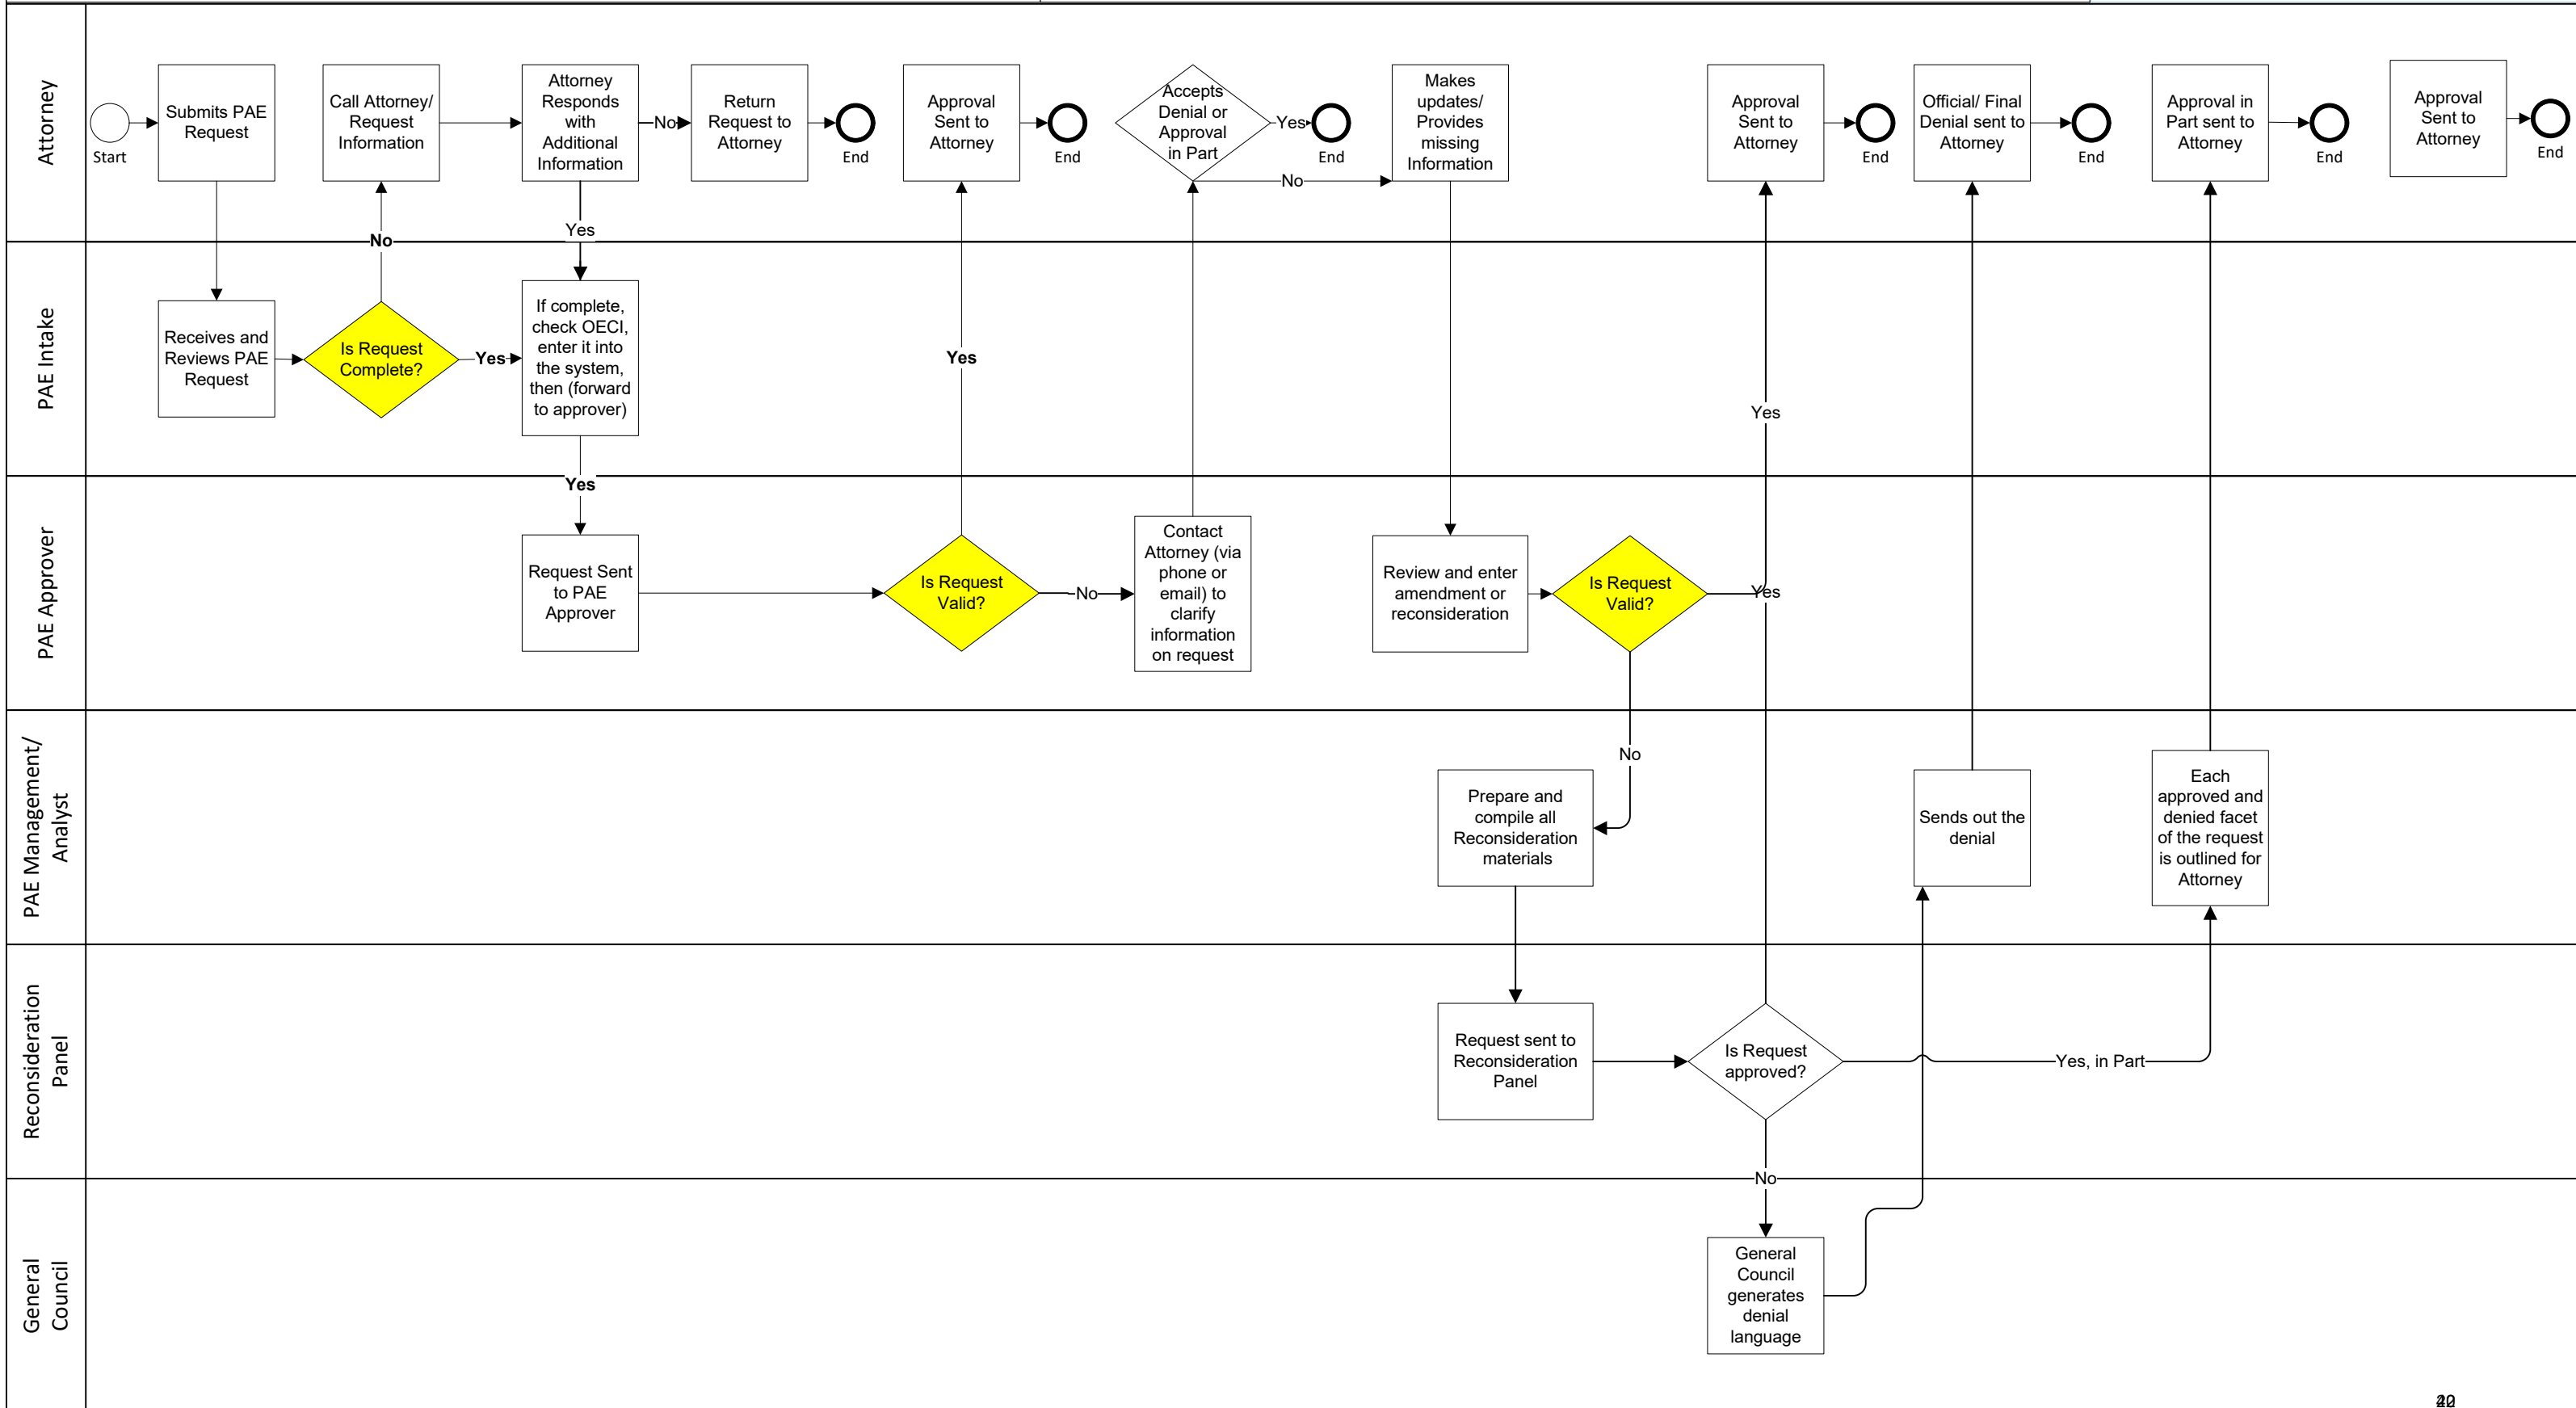 Attorney
Start
Submits PAE
Request
Call Attorney/
Request
Information
Attorney
Responds
with
Additional
Information
No
Yes
Return
Request to
Attorney
End
Approval
Sent to
Attorney
End
Accepts
Denial or
Approval
in Part
Yes
End
No
Makes
updates/
Provides
missing
Information
Approval
Sent to
Attorney
End
Official/ Final
Denial sent to
Attorney
End
Approval in
Part sent to
Attorney
End
Approval
Sent to
Attorney
End
PAE Intake
Receives and
Reviews PAE
Request
Is Request
Complete?
No
Yes
If complete,
check OECI,
enter it into
the system,
then (forward
to approver)
Yes
Yes
Yes
PAE Approver
Request Sent
to PAE
Approver
Is Request
Valid?
No
Contact
Attorney (via
phone or
email) to
clarify
information
on request
Review and enter
amendment or
reconsideration
Is Request
Valid?
Yes
No
PAE Management/
Analyst
Prepare and
compile all
Reconsideration
materials
Sends out the
denial
Each
approved and
denied facet
of the request
is outlined for
Attorney
Reconsideration
Panel
Request sent to
Reconsideration
Panel
Is Request
approved?
Yes, in Part
No
General
Council
General
Council
generates
denial
language